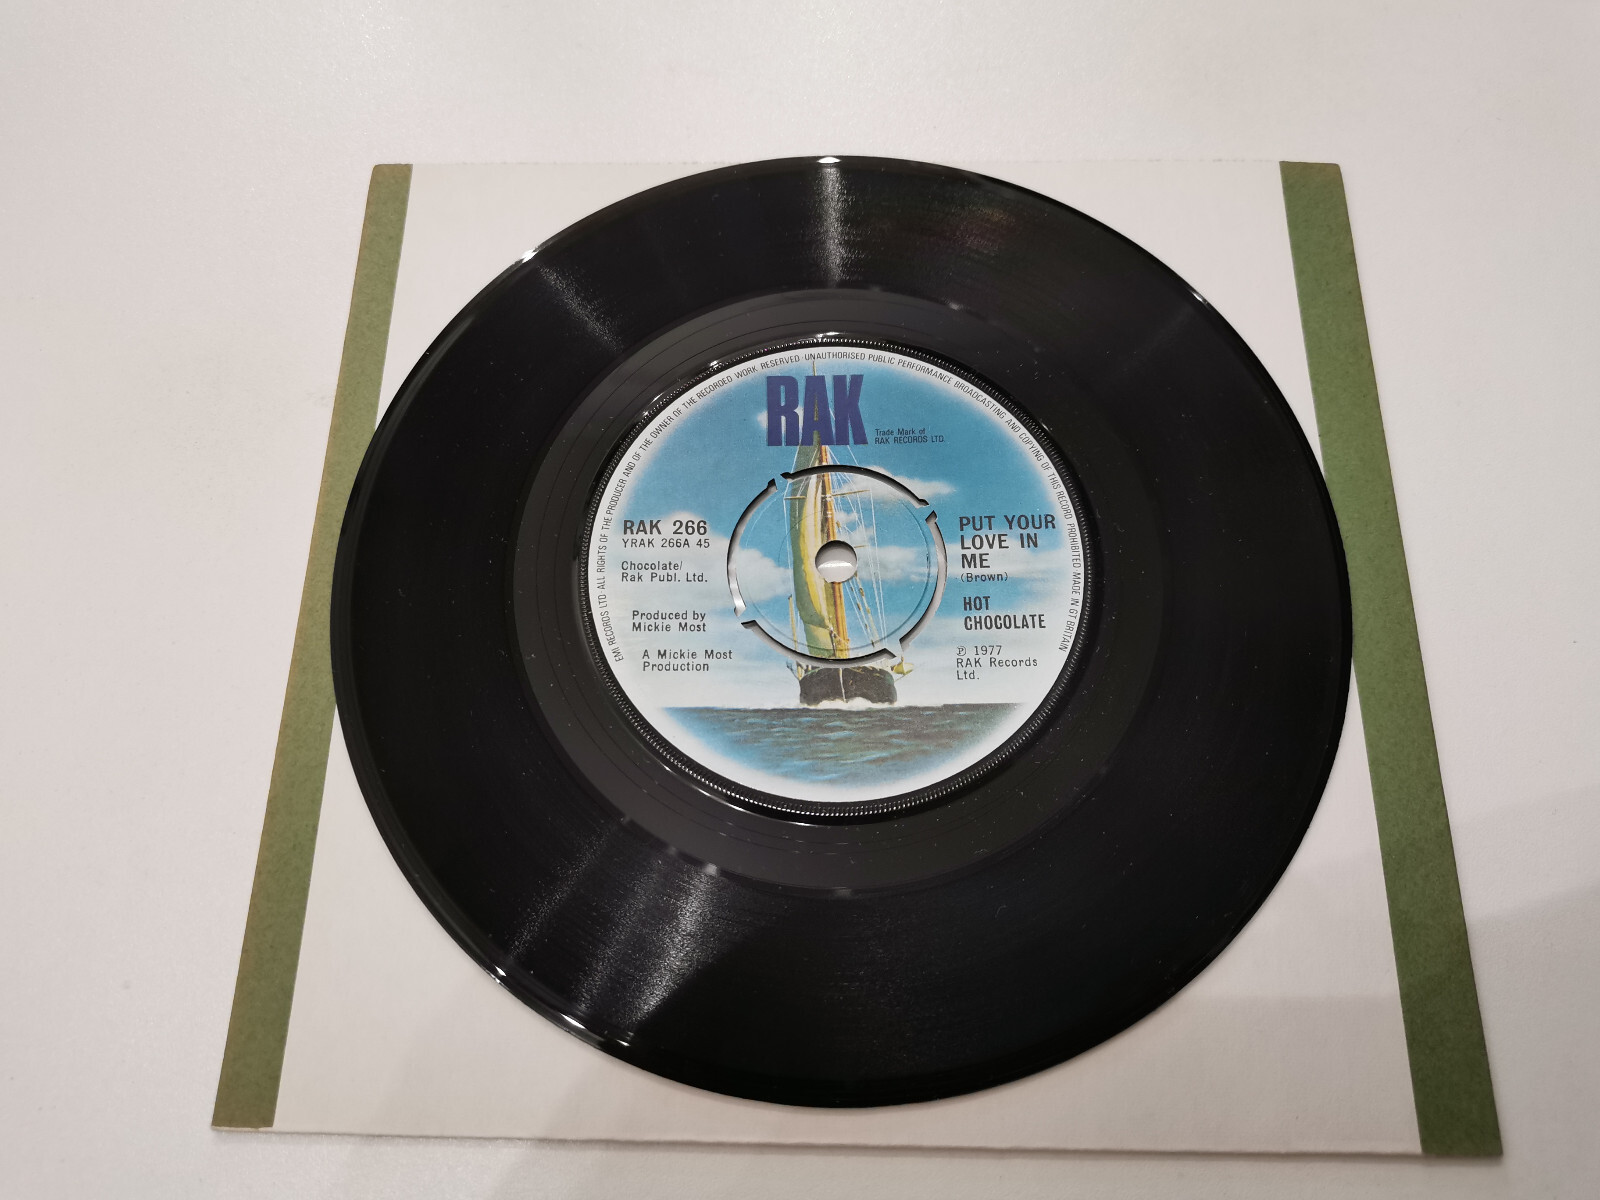 EMI RECORDS LTD. ALL RIGHTS OF THE PRODUCER AND OF THE OWNER OF THE RECORDED WORK RESERVED UNAUTHORISED PUBLIC PERFORMANCE BROADCASTING AND COPYING OF THIS RECORD PROHIBITED MADE IN GT BRITAIN
RAK
Trade Mark of
RAK RECORDS LTD.
RAK 266
YRAK 266A 45
Chocolate/
Rak Publ. Ltd.
Produced by
Mickie Most
A Mickie Most
Production
PUT YOUR
LOVE IN
ME
(Brown)
HOT
CHOCOLATE
℗ 1977
RAK Records
Ltd.